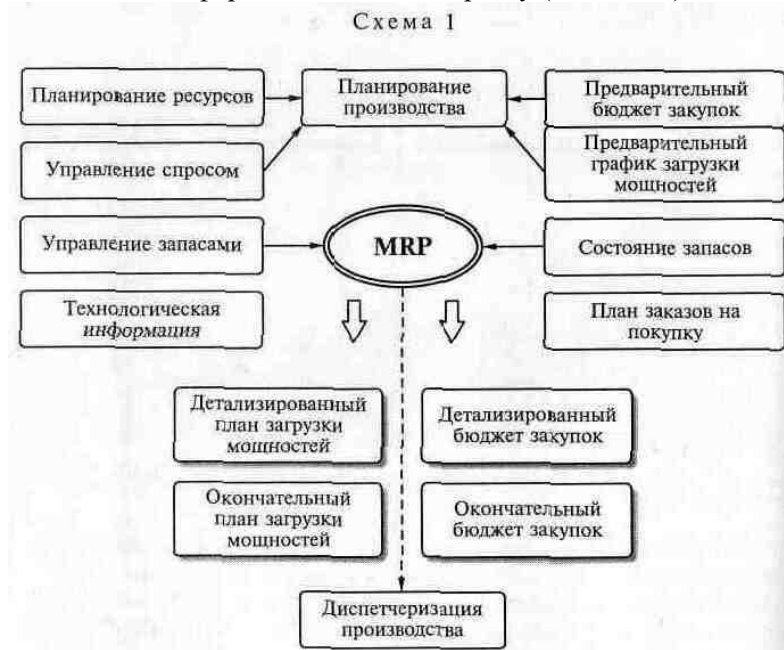 Схема 1
Планирование ресурсов
Планирование
производства
Предварительный
бюджет закупок
Управление спросом
Предварительный
график загрузки
мощностей
Управление запасами
MRP
Состояние запасов
Технологическая
информация
План заказов на
покупку
Детализированный
план загрузки
мощностей
Детализированный
бюджет закупок
Окончательный
план загрузки
мощностей
Окончательный
бюджет закупок
Диспетчеризация
производства